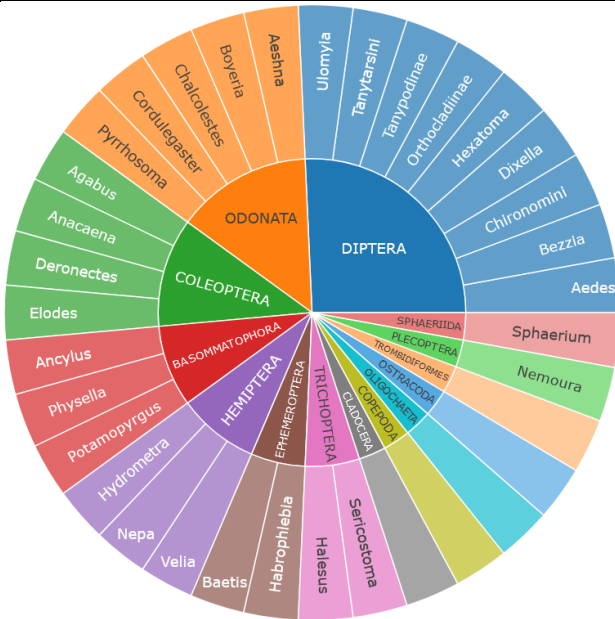 Ulomyia
Tanytarsini
Tanypodinae
Orthocladiinae
Hexatoma
Dixella
Chironomini
Bezzia
Aedes
DIPTERA
Aeshna
Boyeria
Chalcolestes
Cordulegaster
Pyrrhosoma
ODONATA
Agabus
Anacaena
Deronectes
Elodes
COLEOPTERA
Ancylus
Physella
Potamopyrgus
BASOMMATOPHORA
Hydrometra
Nepa
Velia
HEMIPTERA
Baetis
Habrophlebia
EPHEMEROPTERA
Halesus
Sericostoma
TRICHOPTERA
CLADOCERA
COPEPODA
OLIGOCHAETA
OSTRACODA
TROMBIDIFORMES
PLECOPTERA
Nemoura
SPHAERIIDA
Sphaerium